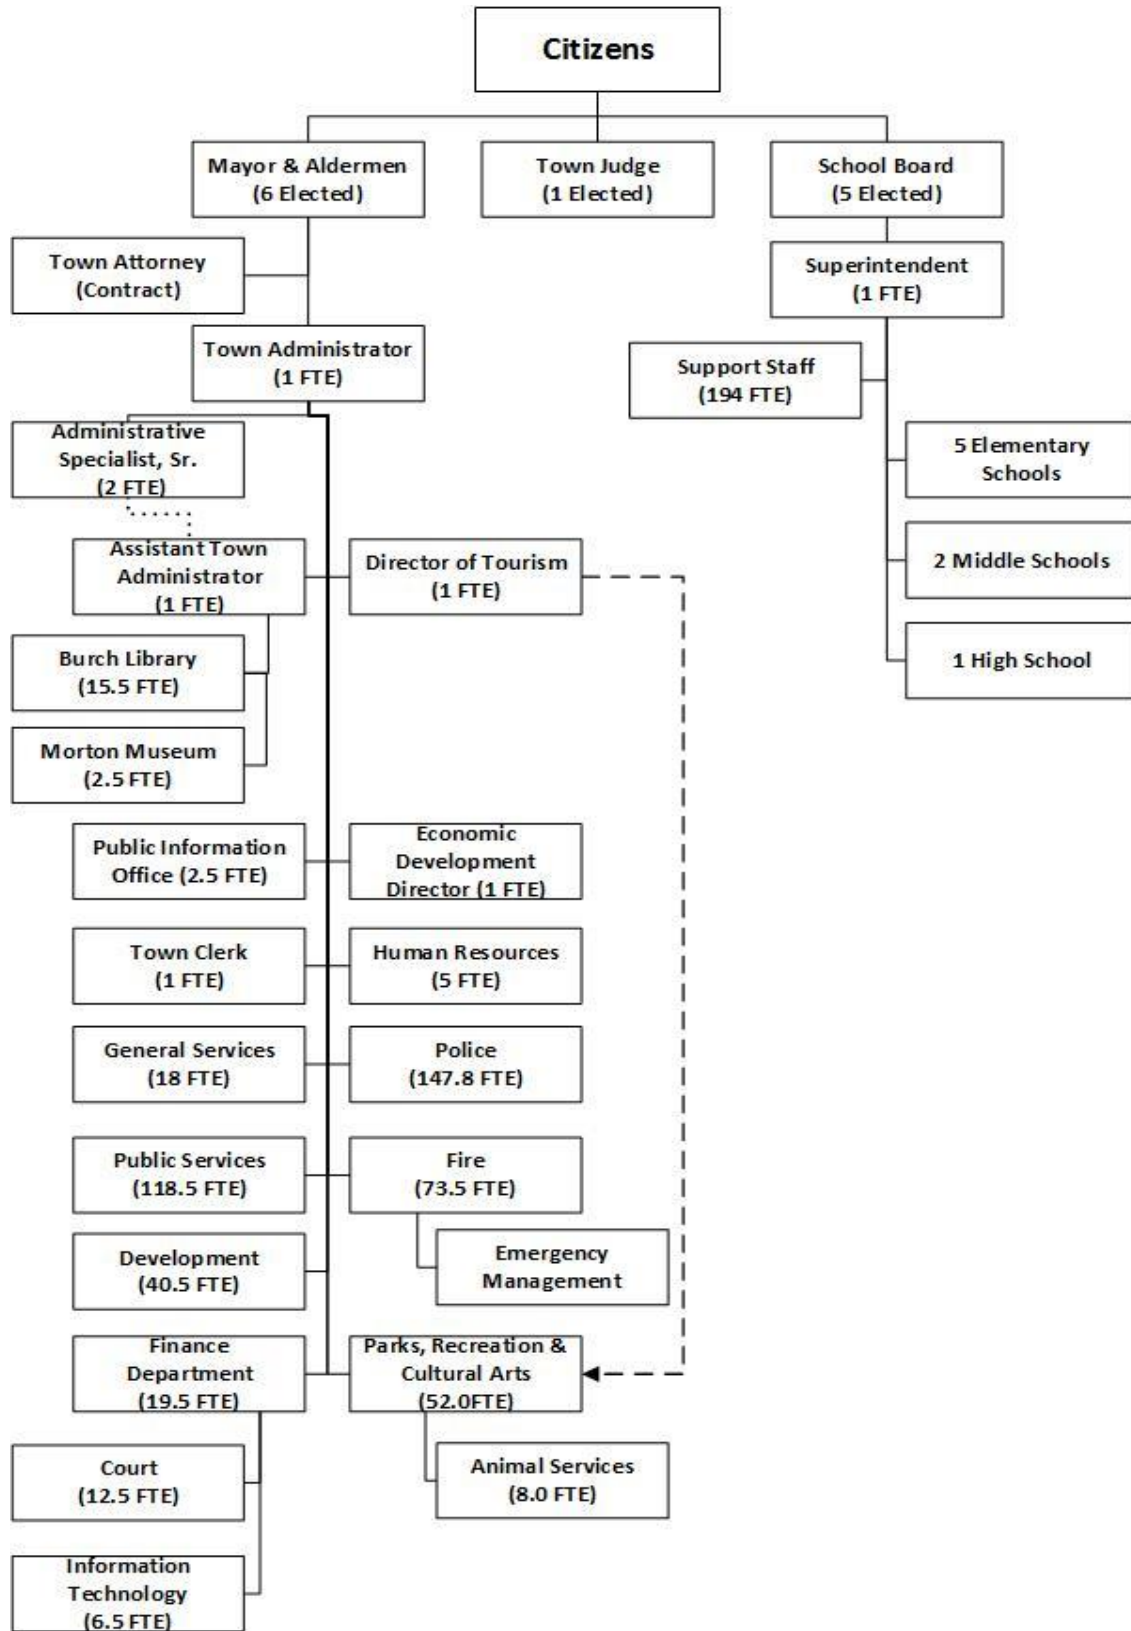 Citizens
Mayor & Aldermen
(6 Elected)
Town Judge
(1 Elected)
School Board
(5 Elected)
Town Attorney
(Contract)
Superintendent
(1 FTE)
Town Administrator
(1 FTE)
Support Staff
(194 FTE)
Administrative
Specialist, Sr.
(2 FTE)
5 Elementary
Schools
Assistant Town
Administrator
(1 FTE)
Director of Tourism
(1 FTE)
2 Middle Schools
Burch Library
(15.5 FTE)
1 High School
Morton Museum
(2.5 FTE)
Public Information
Office (2.5 FTE)
Economic
Development
Director (1 FTE)
Town Clerk
(1 FTE)
Human Resources
(5 FTE)
General Services
(18 FTE)
Police
(147.8 FTE)
Public Services
(118.5 FTE)
Fire
(73.5 FTE)
Development
(40.5 FTE)
Emergency
Management
Finance
Department
(19.5 FTE)
Parks, Recreation &
Cultural Arts
(52.0FTE)
Court
(12.5 FTE)
Animal Services
(8.0 FTE)
Information
Technology
(6.5 FTE)